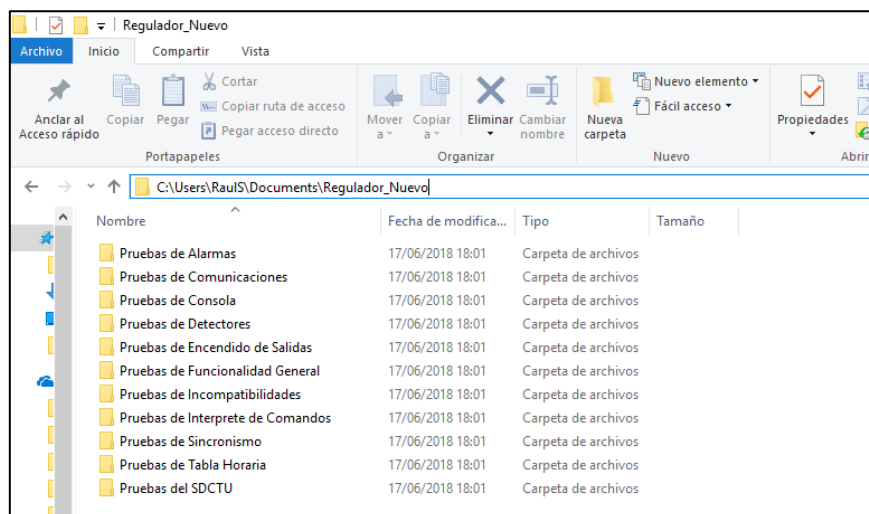 Regulador_Nuevo
Archivo Inicio Compartir Vista
Anclar al Acceso rápido
Copiar
Pegar
Cortar
Copiar ruta de acceso
Pegar acceso directo
Mover a
Copiar a
Eliminar
Cambiar nombre
Nueva carpeta
Nuevo elemento
Fácil acceso
Propiedades
Portapapeles Organizar Nuevo Abrir
C:\Users\RaulS\Documents\Regulador_Nuevo
Nombre Fecha de modifica... Tipo Tamaño
Pruebas de Alarmas 17/06/2018 18:01 Carpeta de archivos
Pruebas de Comunicaciones 17/06/2018 18:01 Carpeta de archivos
Pruebas de Consola 17/06/2018 18:01 Carpeta de archivos
Pruebas de Detectores 17/06/2018 18:01 Carpeta de archivos
Pruebas de Encendido de Salidas 17/06/2018 18:01 Carpeta de archivos
Pruebas de Funcionalidad General 17/06/2018 18:01 Carpeta de archivos
Pruebas de Incompatibilidades 17/06/2018 18:01 Carpeta de archivos
Pruebas de Interprete de Comandos 17/06/2018 18:01 Carpeta de archivos
Pruebas de Sincronismo 17/06/2018 18:01 Carpeta de archivos
Pruebas de Tabla Horaria 17/06/2018 18:01 Carpeta de archivos
Pruebas del SDCTU 17/06/2018 18:01 Carpeta de archivos